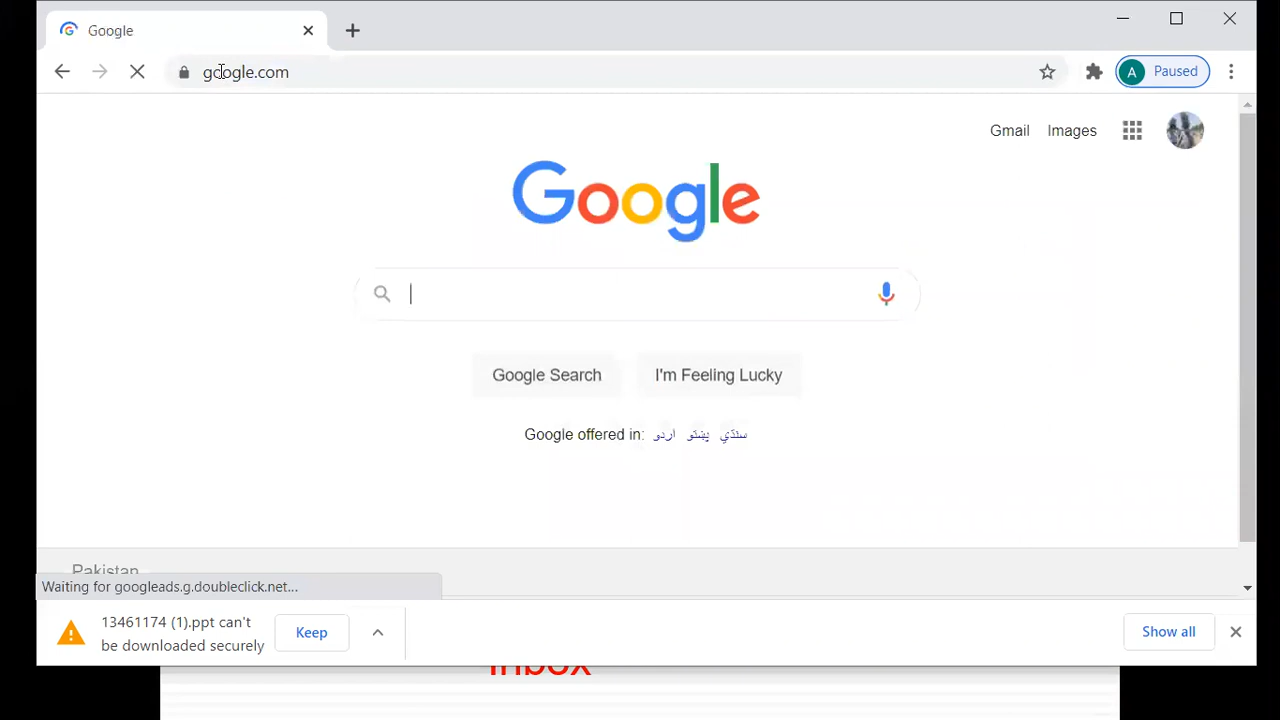 Google
google.com
A Paused
Gmail Images
Google
Google Search I'm Feeling Lucky
Google offered in: اردو پښتو سنڌي
Pakistan
Waiting for googleads.g.doubleclick.net...
13461174 (1).ppt can't
be downloaded securely
Keep
Show all
Inbox